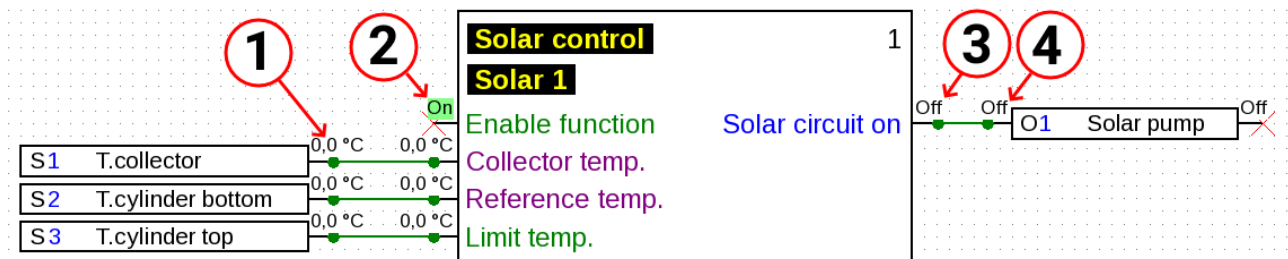 1 2 3 4
Solar control 1
Solar 1
On Off Off Off
Enable function Solar circuit on O1 Solar pump
0,0 °C 0,0 °C
S1 T.collector Collector temp.
0,0 °C 0,0 °C
S2 T.cylinder bottom Reference temp.
0,0 °C 0,0 °C
S3 T.cylinder top Limit temp.